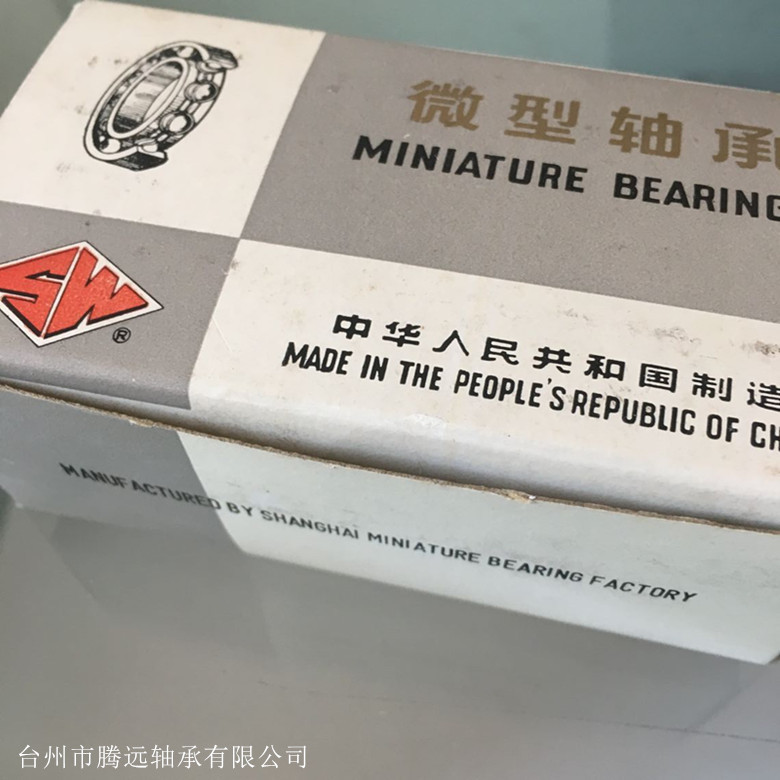 微型轴承
MINIATURE BEARING
SW
®
中华人民共和国制造
MADE IN THE PEOPLE'S REPUBLIC OF CH
MANUFACTURED BY SHANGHAI MINIATURE BEARING FACTORY
台州市腾远轴承有限公司